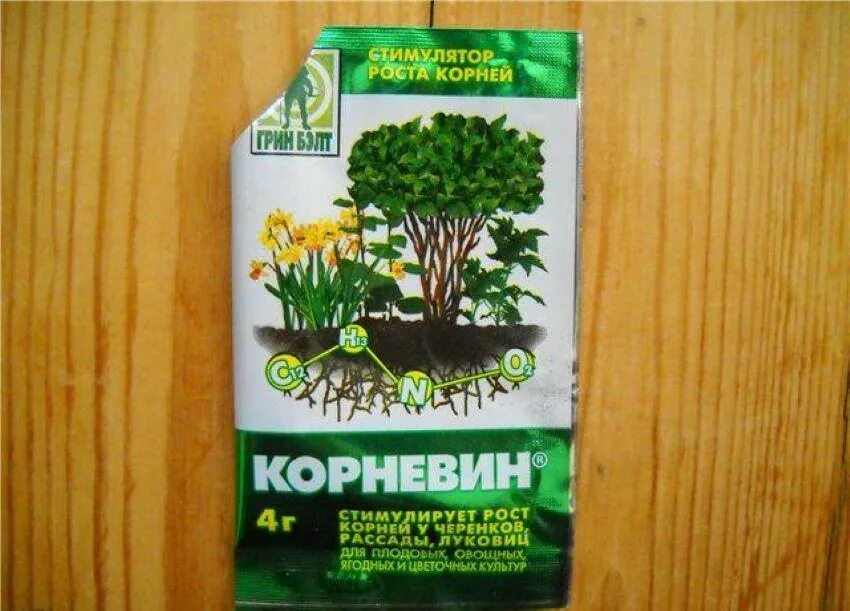 СТИМУЛЯТОР
РОСТА КОРНЕЙ
ГРИН БЭЛТ
C12
H13
N
O2
КОРНЕВИН®
4 г
СТИМУЛИРУЕТ РОСТ
КОРНЕЙ У ЧЕРЕНКОВ,
РАССАДЫ, ЛУКОВИЦ
ДЛЯ ПЛОДОВЫХ, ОВОЩНЫХ,
ЯГОДНЫХ И ЦВЕТОЧНЫХ КУЛЬТУР